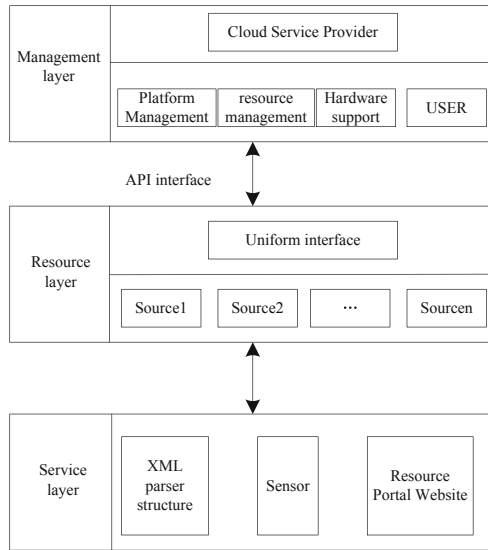 Management
layer
Cloud Service Provider
Platform
Management
resource
management
Hardware
support
USER
API interface
Resource
layer
Uniform interface
Source1
Source2
...
Sourcen
Service
layer
XML
parser
structure
Sensor
Resource
Portal Website